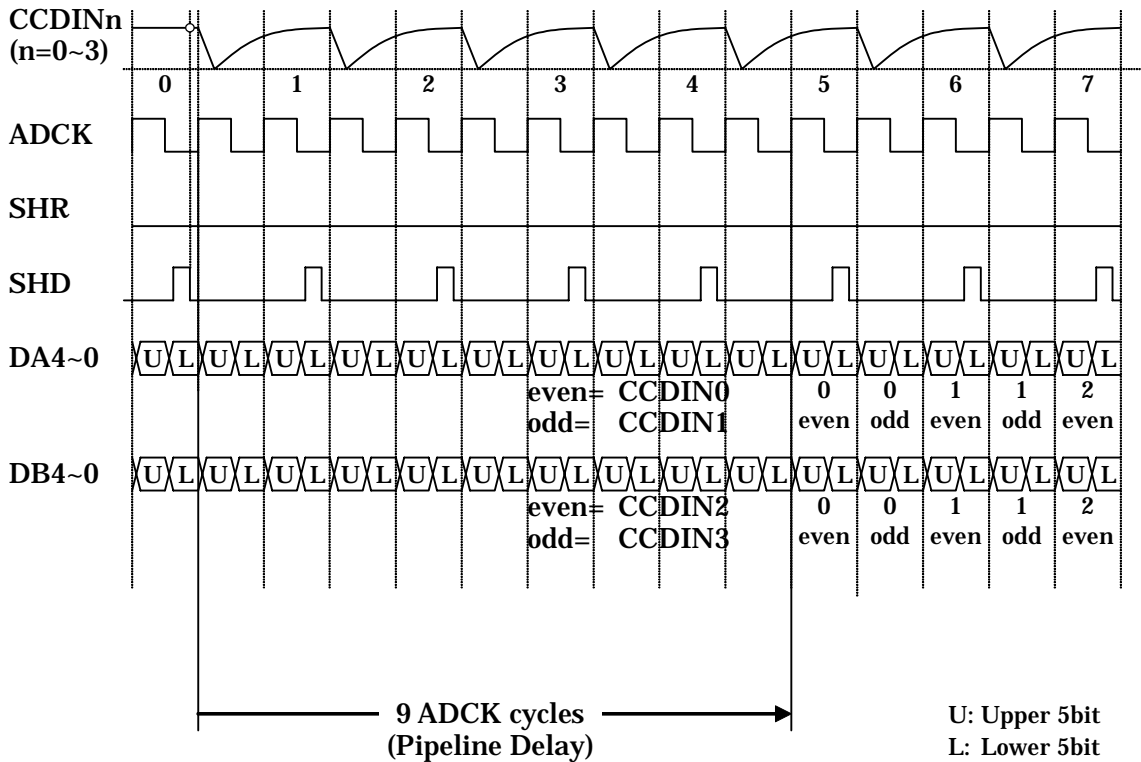 CCDINn
(n=0~3)
0 1 2 3 4 5 6 7
ADCK
SHR
SHD
DA4~0 U L U L U L U L U L U L U L U L U L U L U L U L U L U L U L
even= CCDIN0 0 0 1 1 2
odd= CCDIN1 even odd even odd even
DB4~0 U L U L U L U L U L U L U L U L U L U L U L U L U L U L U L
even= CCDIN2 0 0 1 1 2
odd= CCDIN3 even odd even odd even
9 ADCK cycles
(Pipeline Delay)
U: Upper 5bit
L: Lower 5bit